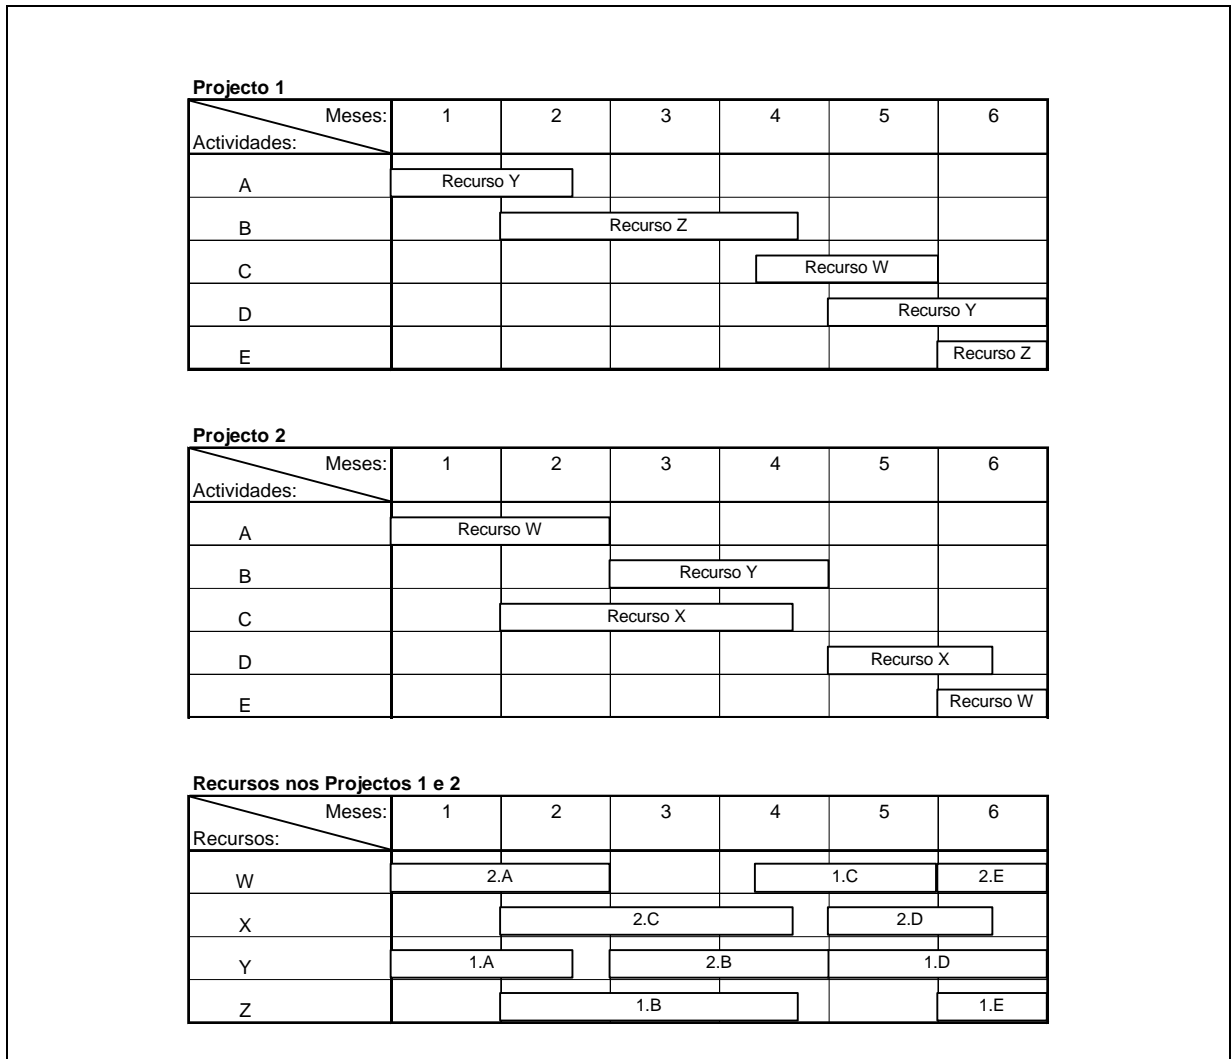 Projecto 1
Meses: 1 2 3 4 5 6
Actividades:
A Recurso Y
B Recurso Z
C Recurso W
D Recurso Y
E Recurso Z
Projecto 2
Meses: 1 2 3 4 5 6
Actividades:
A Recurso W
B Recurso Y
C Recurso X
D Recurso X
E Recurso W
Recursos nos Projectos 1 e 2
Meses: 1 2 3 4 5 6
Recursos:
W 2.A 1.C 2.E
X 2.C 2.D
Y 1.A 2.B 1.D
Z 1.B 1.E